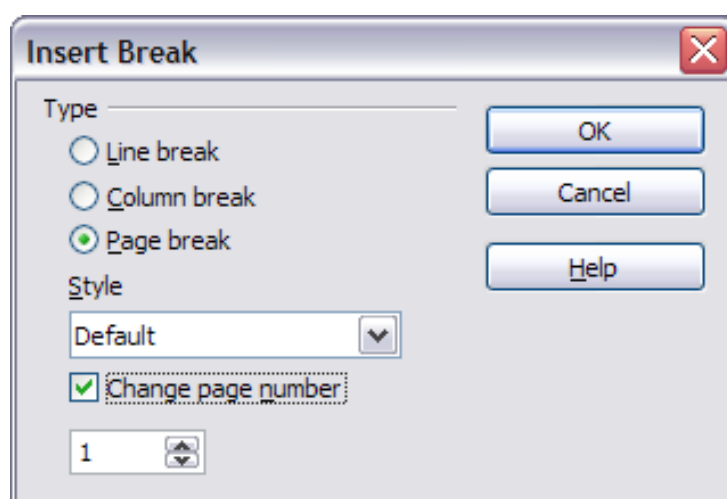 Insert Break
Type
Line break
Column break
Page break
Style
Default
Change page number
1
OK
Cancel
Help